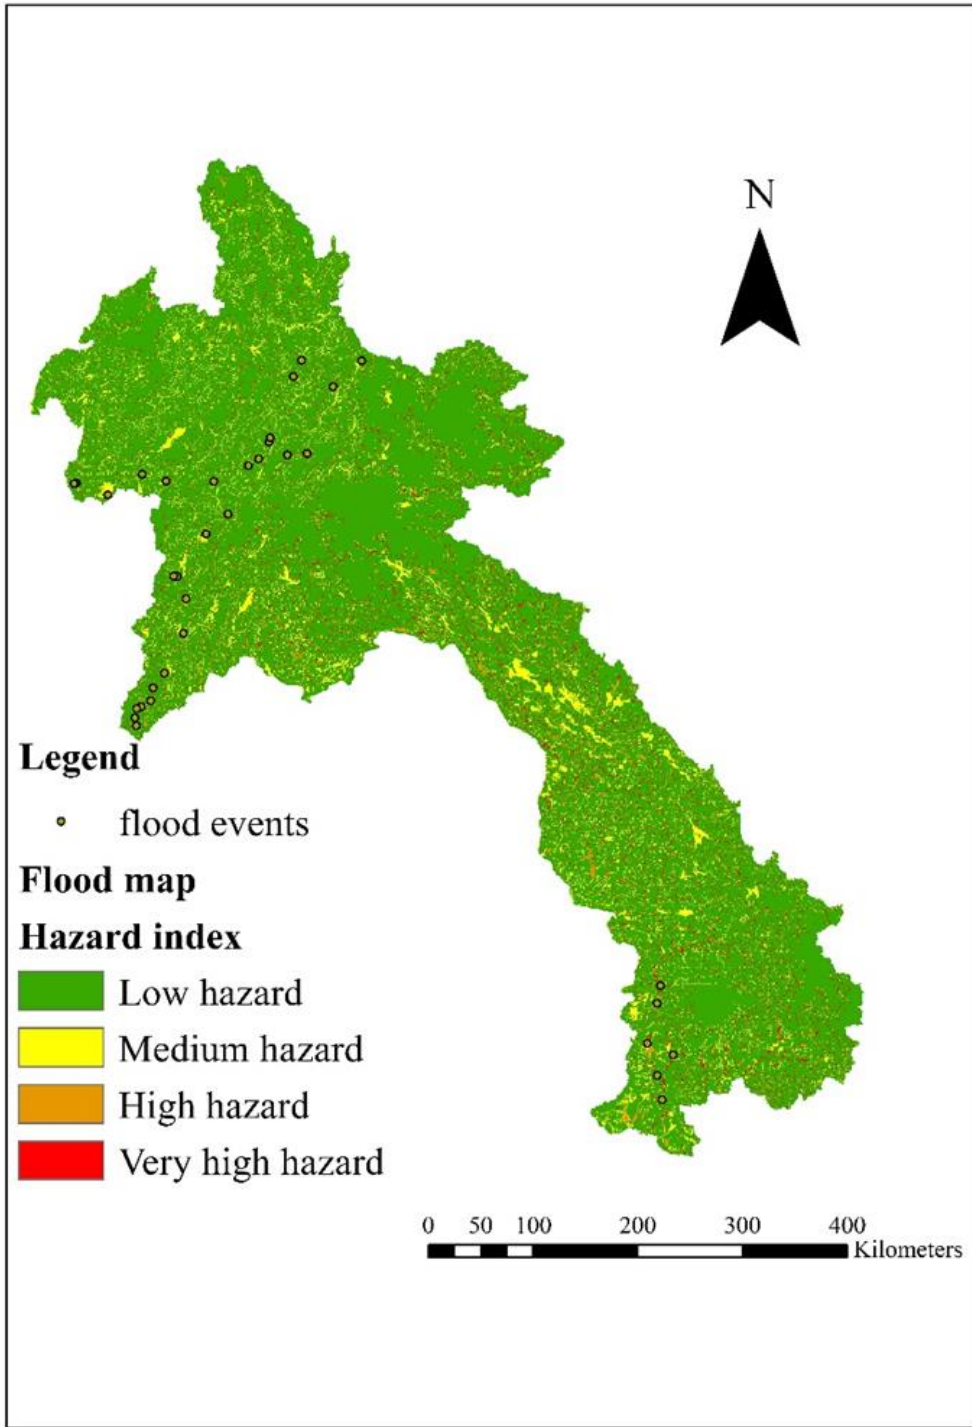 N
Legend
flood events
Flood map
Hazard index
Low hazard
Medium hazard
High hazard
Very high hazard
0 50 100 200 300 400
Kilometers